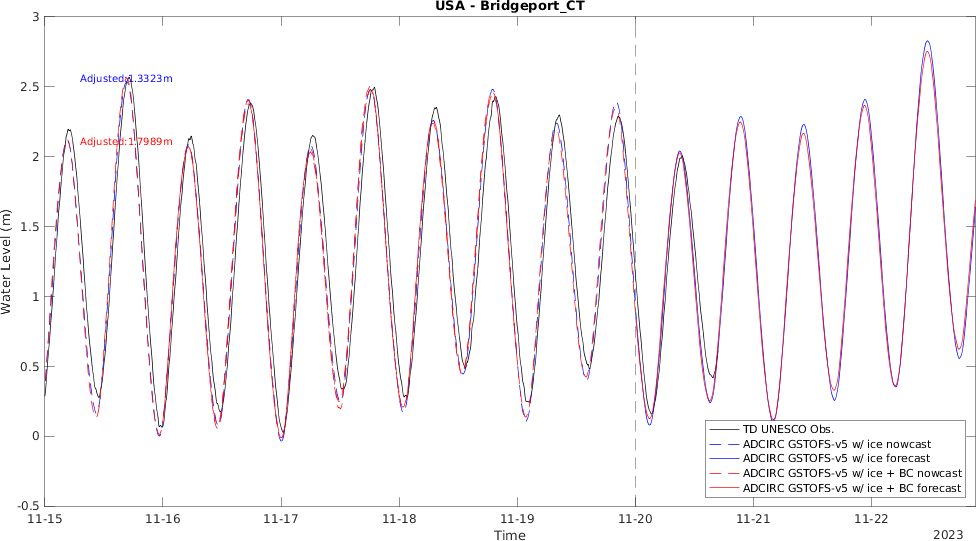 USA - Bridgeport_CT
3
2.5
2
1.5
1
0.5
0
-0.5
Water Level (m)
Adjusted:1.3323m
Adjusted:1.7989m
TD UNESCO Obs.
ADCIRC GSTOFS-v5 w/ ice nowcast
ADCIRC GSTOFS-v5 w/ ice forecast
ADCIRC GSTOFS-v5 w/ ice + BC nowcast
ADCIRC GSTOFS-v5 w/ ice + BC forecast
11-15 11-16 11-17 11-18 11-19 11-20 11-21 11-22
Time
2023